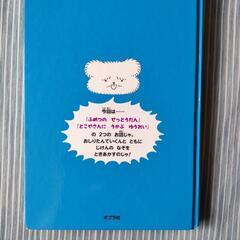 今回は――
「ふめつの せっとうだん」
「とこやさんに うかぶ ゆうれい」
の 2つの お話じゃ。
おしりたんていくんと ともに
じけんの なぞを
ときあかすのじゃ!
ポプラ社